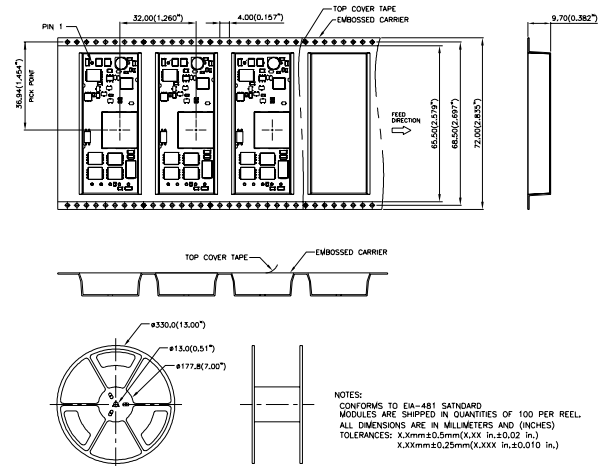 TOP COVER TAPE
EMBOSSED CARRIER
32.00(1.260")
4.00(0.157")
9.70(0.382")
PIN 1
36.94(1,454")
PICK POINT
FEED
DIRECTION
65.50(2.579")
68.50(2.697")
72.00(2.835")
TOP COVER TAPE
EMBOSSED CARRIER
ø330.0(13.00")
ø13.0(0.51")
ø177.8(7.00")
NOTES:
CONFORMS TO EIA-481 SATNDARD
MODULES ARE SHIPPED IN QUANTITIES OF 100 PER REEL.
ALL DIMENSIONS ARE IN MILLIMETERS AND (INCHES)
TOLERANCES: X.Xmm±0.5mm(X.XX in.±0.02 in.)
X.XXmm±0.25mm(X.XXX in.±0.010 in.)